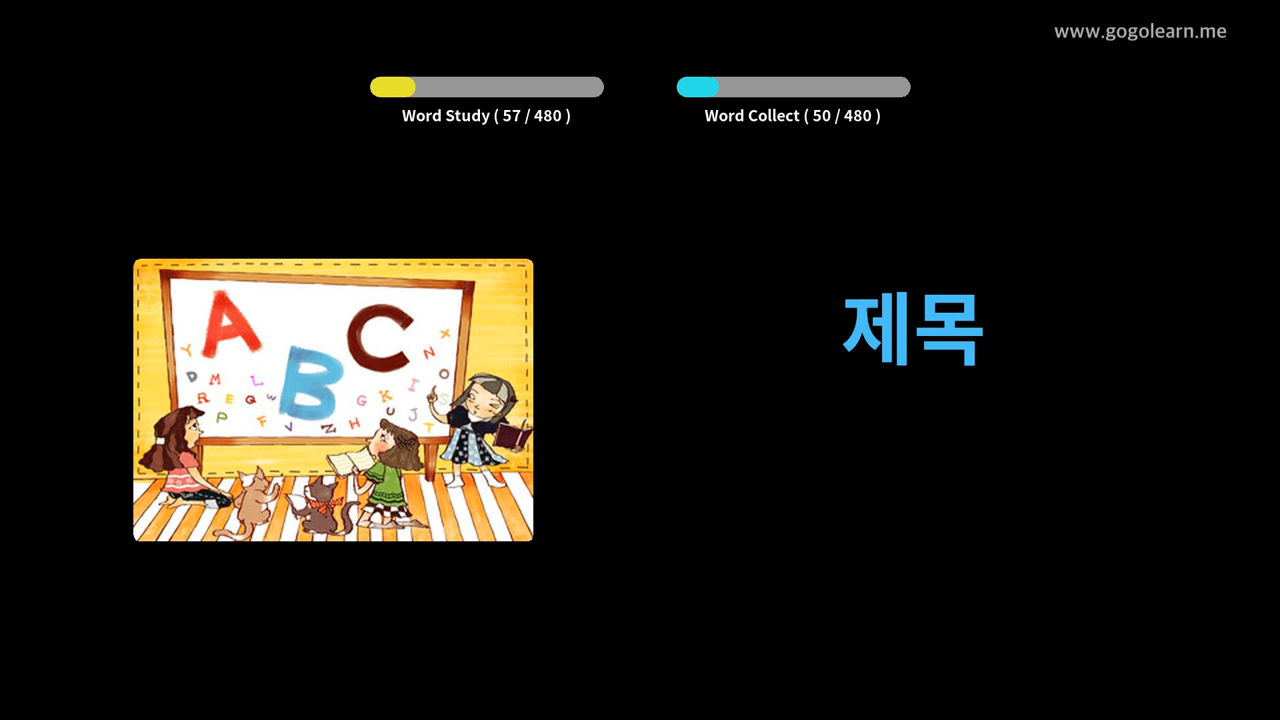 www.gogolearn.me
Word Study ( 57 / 480 )
Word Collect ( 50 / 480 )
제목
A
B
C
Y
X
N
O
D
M
L
I
R
E
Q
W
G
K
S
P
F
V
Z
H
U
J
T